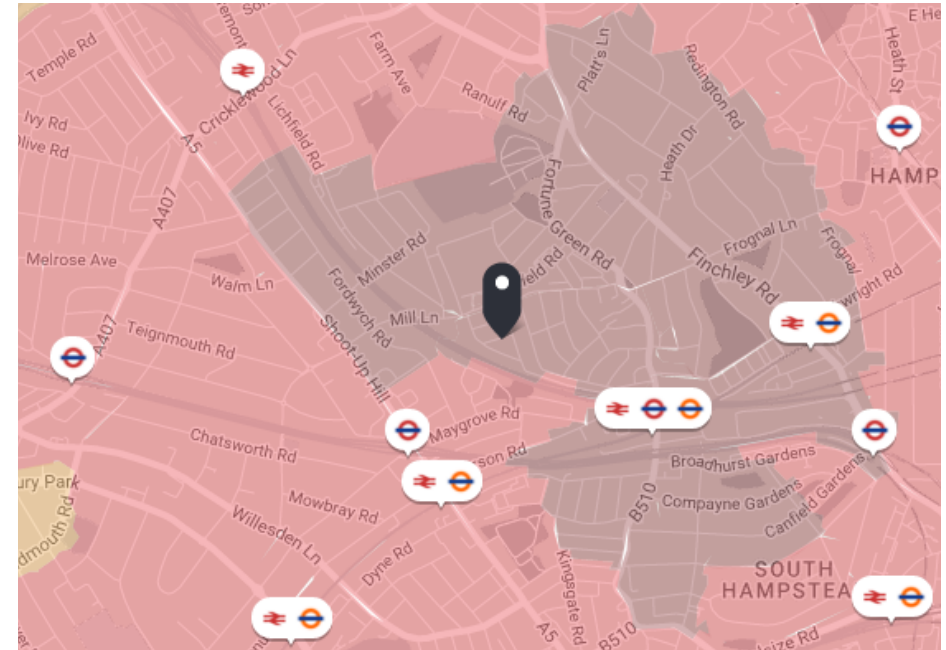 E He
Temple Rd
Farm Ave
Platt's Ln
Redington Rd
Heath St
Cricklewood Ln
Ranulf Rd
Lichfield Rd
Ivy Rd
A5
Heath Dr
HAMP
A407
Fortune Green Rd
Frognal Ln
Frognal
Minster Rd
Melrose Ave
Walm Ln
Finchley Rd
Fordwych Rd
Mill Ln
A407
Teignmouth Rd
Shoot-Up Hill
Maygrove Rd
Chatsworth Rd
Broadhurst Gardens
B510
Compayne Gardens
Canfield Gardens
Mowbray Rd
Willesden Ln
Dyne Rd
Kingsgate Rd
SOUTH
HAMPSTEA
A5
B510